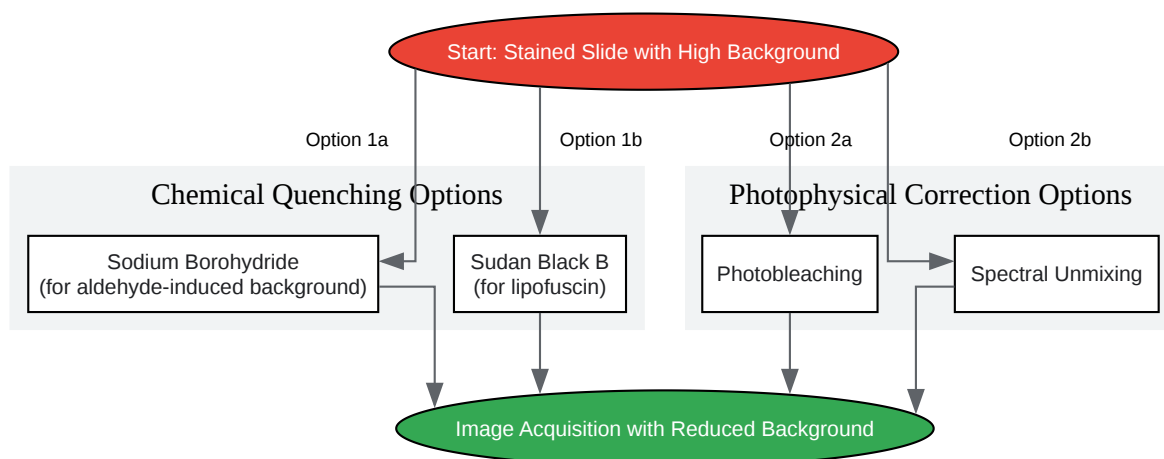 Start: Stained Slide with High Background
Option 1a
Option 1b
Option 2a
Option 2b
Chemical Quenching Options
Photophysical Correction Options
Sodium Borohydride
(for aldehyde-induced background)
Sudan Black B
(for lipofuscin)
Photobleaching
Spectral Unmixing
Image Acquisition with Reduced Background